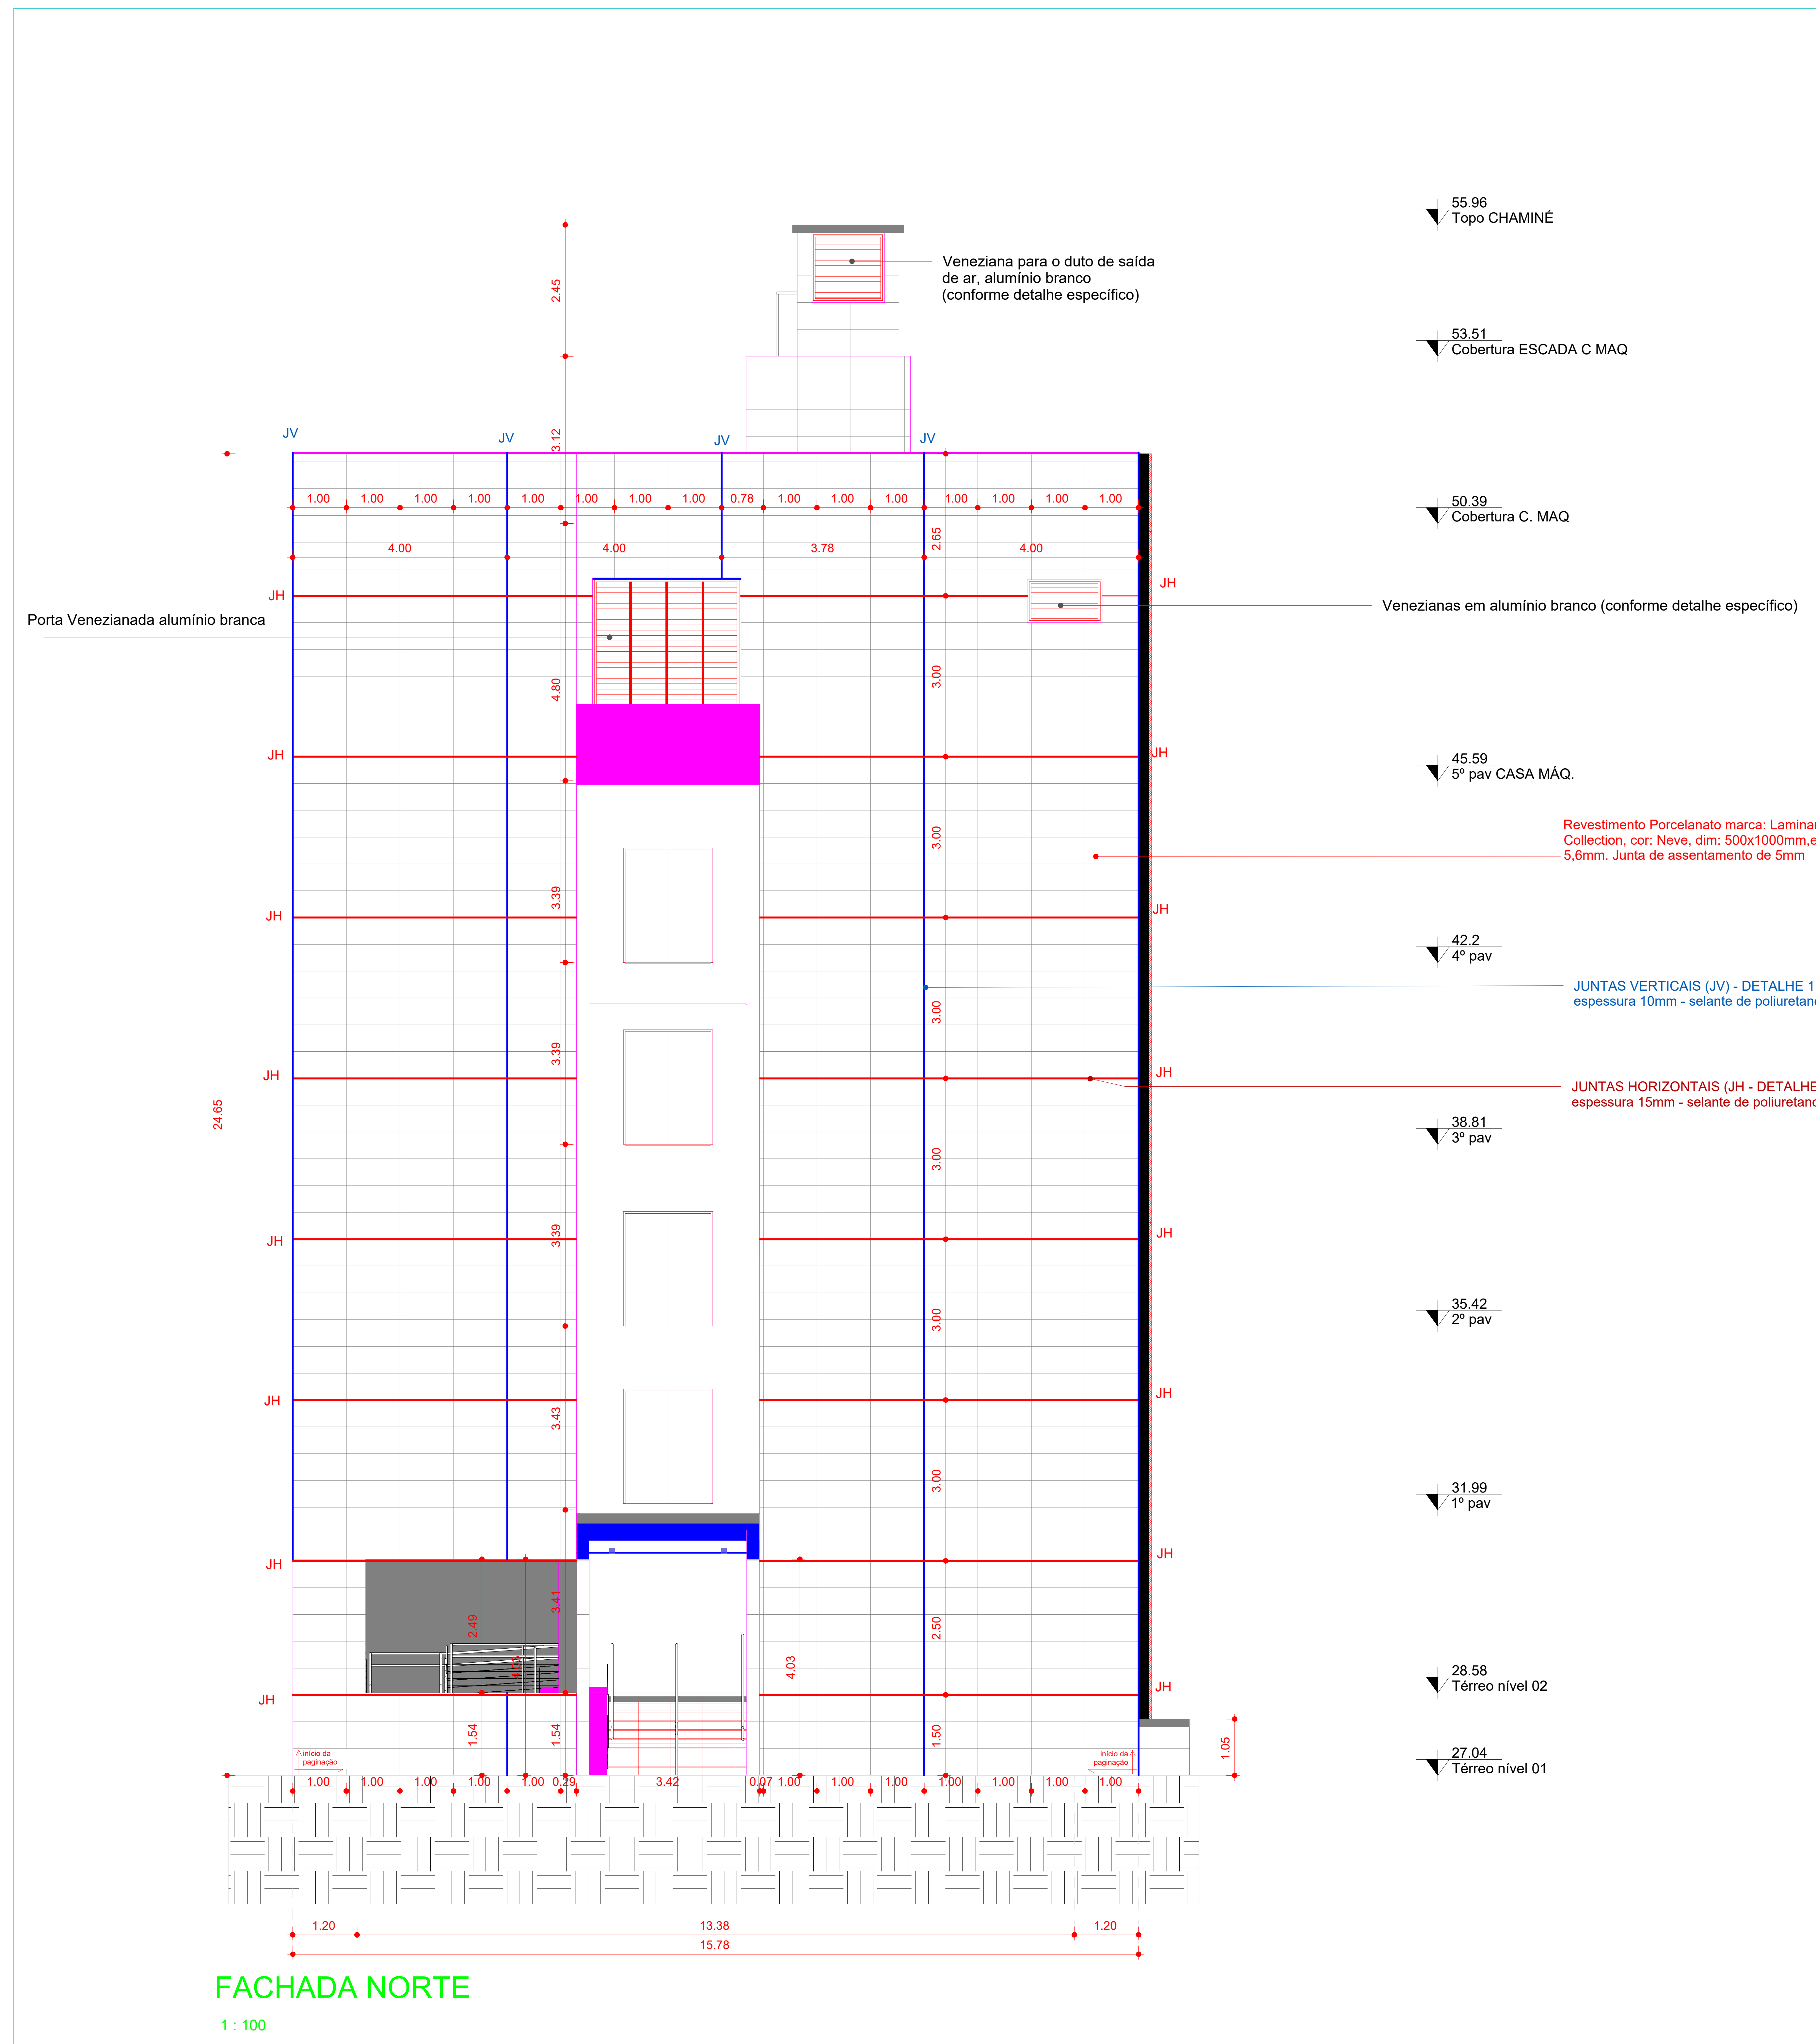 55.96
Topo CHAMINÉ
Veneziana para o duto de saída
de ar, alumínio branco
(conforme detalhe específico)
2.45
53.51
Cobertura ESCADA C MAQ
3.12
JV
JV
JV
JV
1.00 1.00 1.00 1.00 1.00 1.00 1.00 1.00 0.78 1.00 1.00 1.00 1.00 1.00 1.00 1.00
50.39
Cobertura C. MAQ
2.65
4.00 4.00 3.78 4.00
JH
JH
Venezianas em alumínio branco (conforme detalhe específico)
Porta Venezianada alumínio branca
3.00
4.80
JH
JH
45.59
5º pav CASA MÁQ.
3.00
Revestimento Porcelanato marca: Laminar
Collection, cor: Neve, dim: 500x1000mm,e
5,6mm. Junta de assentamento de 5mm
3.39
JH
JH
42.2
4º pav
JUNTAS VERTICAIS (JV) - DETALHE 1
espessura 10mm - selante de poliuretano
3.00
3.39
JH
JH
JUNTAS HORIZONTAIS (JH - DETALHE
espessura 15mm - selante de poliuretano
24.65
38.81
3º pav
3.00
3.39
JH
JH
35.42
2º pav
3.00
JH
JH
3.43
3.00
31.99
1º pav
JH
JH
3.41
2.49
2.50
4.03
4.03
28.58
Térreo nível 02
JH
JH
1.54
1.54
1.50
1.05
início da
paginação
início da
paginação
27.04
Térreo nível 01
1.00 1.00 1.00 1.00 1.00 0.29 3.42 0.07 1.00 1.00 1.00 1.00 1.00 1.00 1.00
1.20 13.38 1.20
15.78
FACHADA NORTE
1 : 100